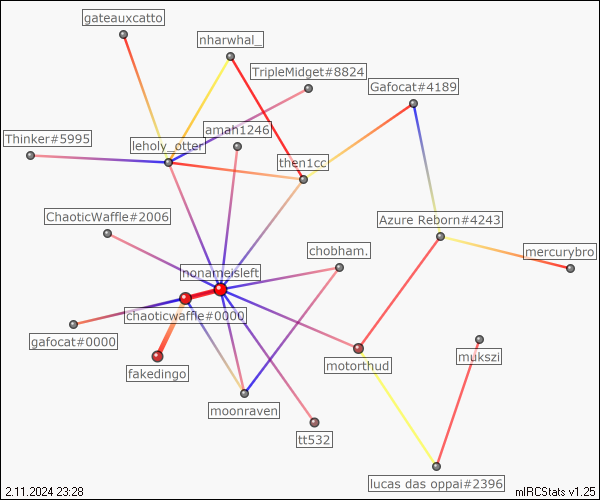 gateauxcatto
nharwhal_
TripleMidget#8824
Gafocat#4189
amah1246
Thinker#5995
leholy_otter
then1cc
ChaoticWaffle#2006
Azure Reborn#4243
chobham.
mercurybro
nonameisleft
chaoticwaffle#0000
gafocat#0000
mukszi
motorthud
fakedingo
moonraven
tt532
lucas das oppai#2396
2.11.2024 23:28
mIRCStats v1.25